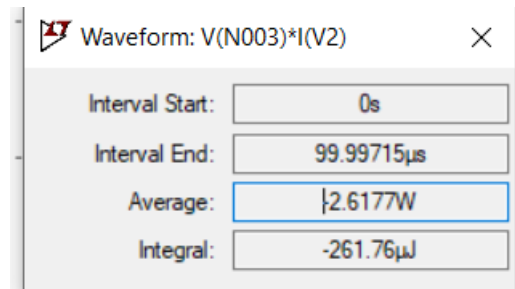 Waveform: V(N003)*I(V2)
Interval Start: 0s
Interval End: 99.99715µs
Average: -2.6177W
Integral: -261.76µJ